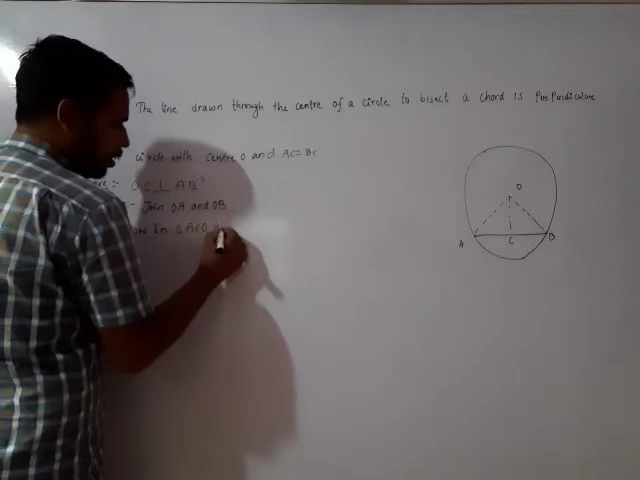 The line drawn through the centre of a circle to bisect a chord is Perpendicular
circle with centre O and AC = BC
:- OC ⊥ AB
:- Join OA and OB
In △ACO
O
A
C
B